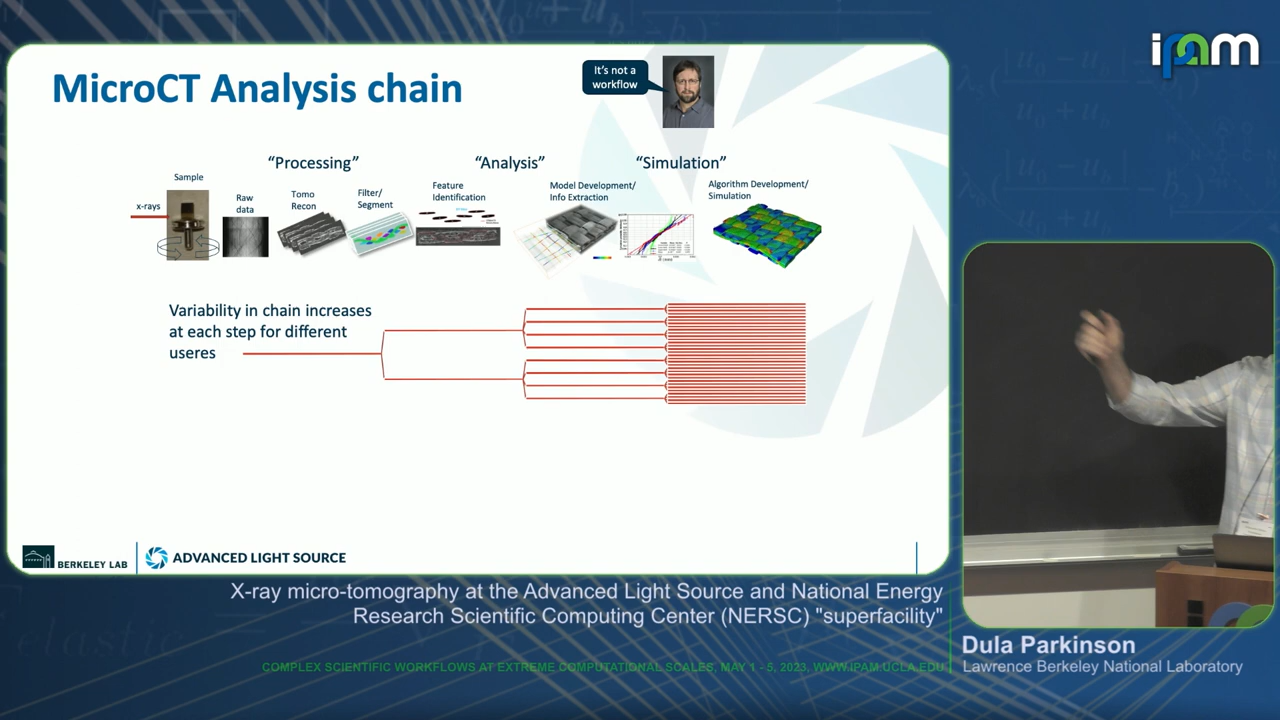 ipam
MicroCT Analysis chain
It's not a
workflow
“Processing”
“Analysis”
“Simulation”
Sample
x-rays
Raw
data
Tomo
Recon
Filter/
Segment
Feature
Identification
Model Development/
Info Extraction
Algorithm Development/
Simulation
Variability in chain increases
at each step for different
useres
BERKELEY LAB
ADVANCED LIGHT SOURCE
X-ray micro-tomography at the Advanced Light Source and National Energy
Research Scientific Computing Center (NERSC) "superfacility"
COMPLEX SCIENTIFIC WORKFLOWS AT EXTREME COMPUTATIONAL SCALES, MAY 1 - 5, 2023, WWW.IPAM.UCLA.EDU
Dula Parkinson
Lawrence Berkeley National Laboratory
elastic